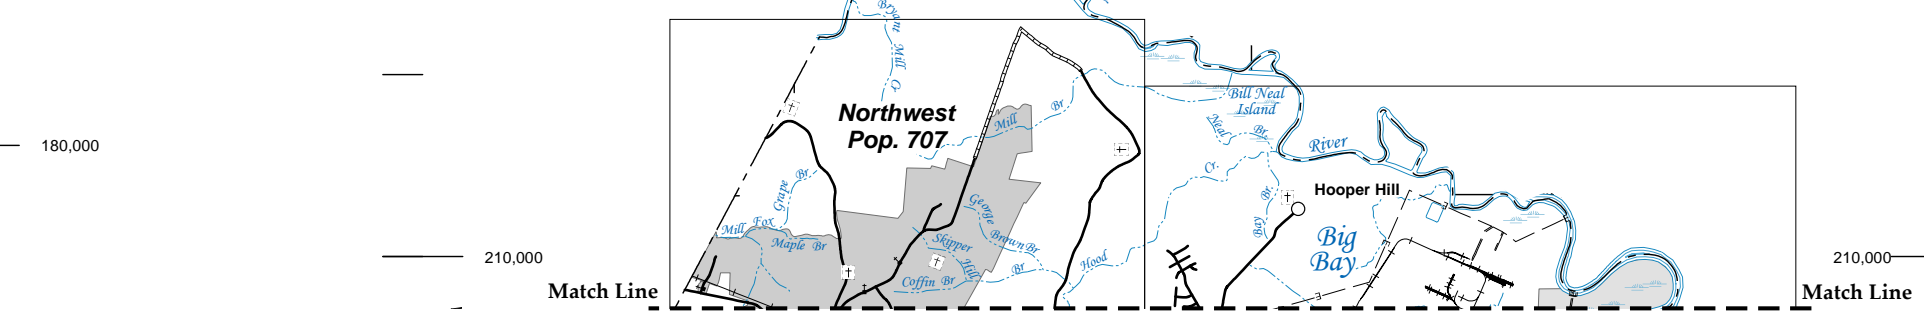 Bryant Mill Cr
Northwest
Pop. 707
Mill Br
Bill Neal
Island
Neal Br.
River
180,000
Cr.
Grape Br
Hooper Hill
George
Bay Br.
Mill Fox
Maple Br
Skipper
Brown Br
Big
Bay
Hill Br
Hood
210,000
210,000
Coffin Br
Match Line
Match Line